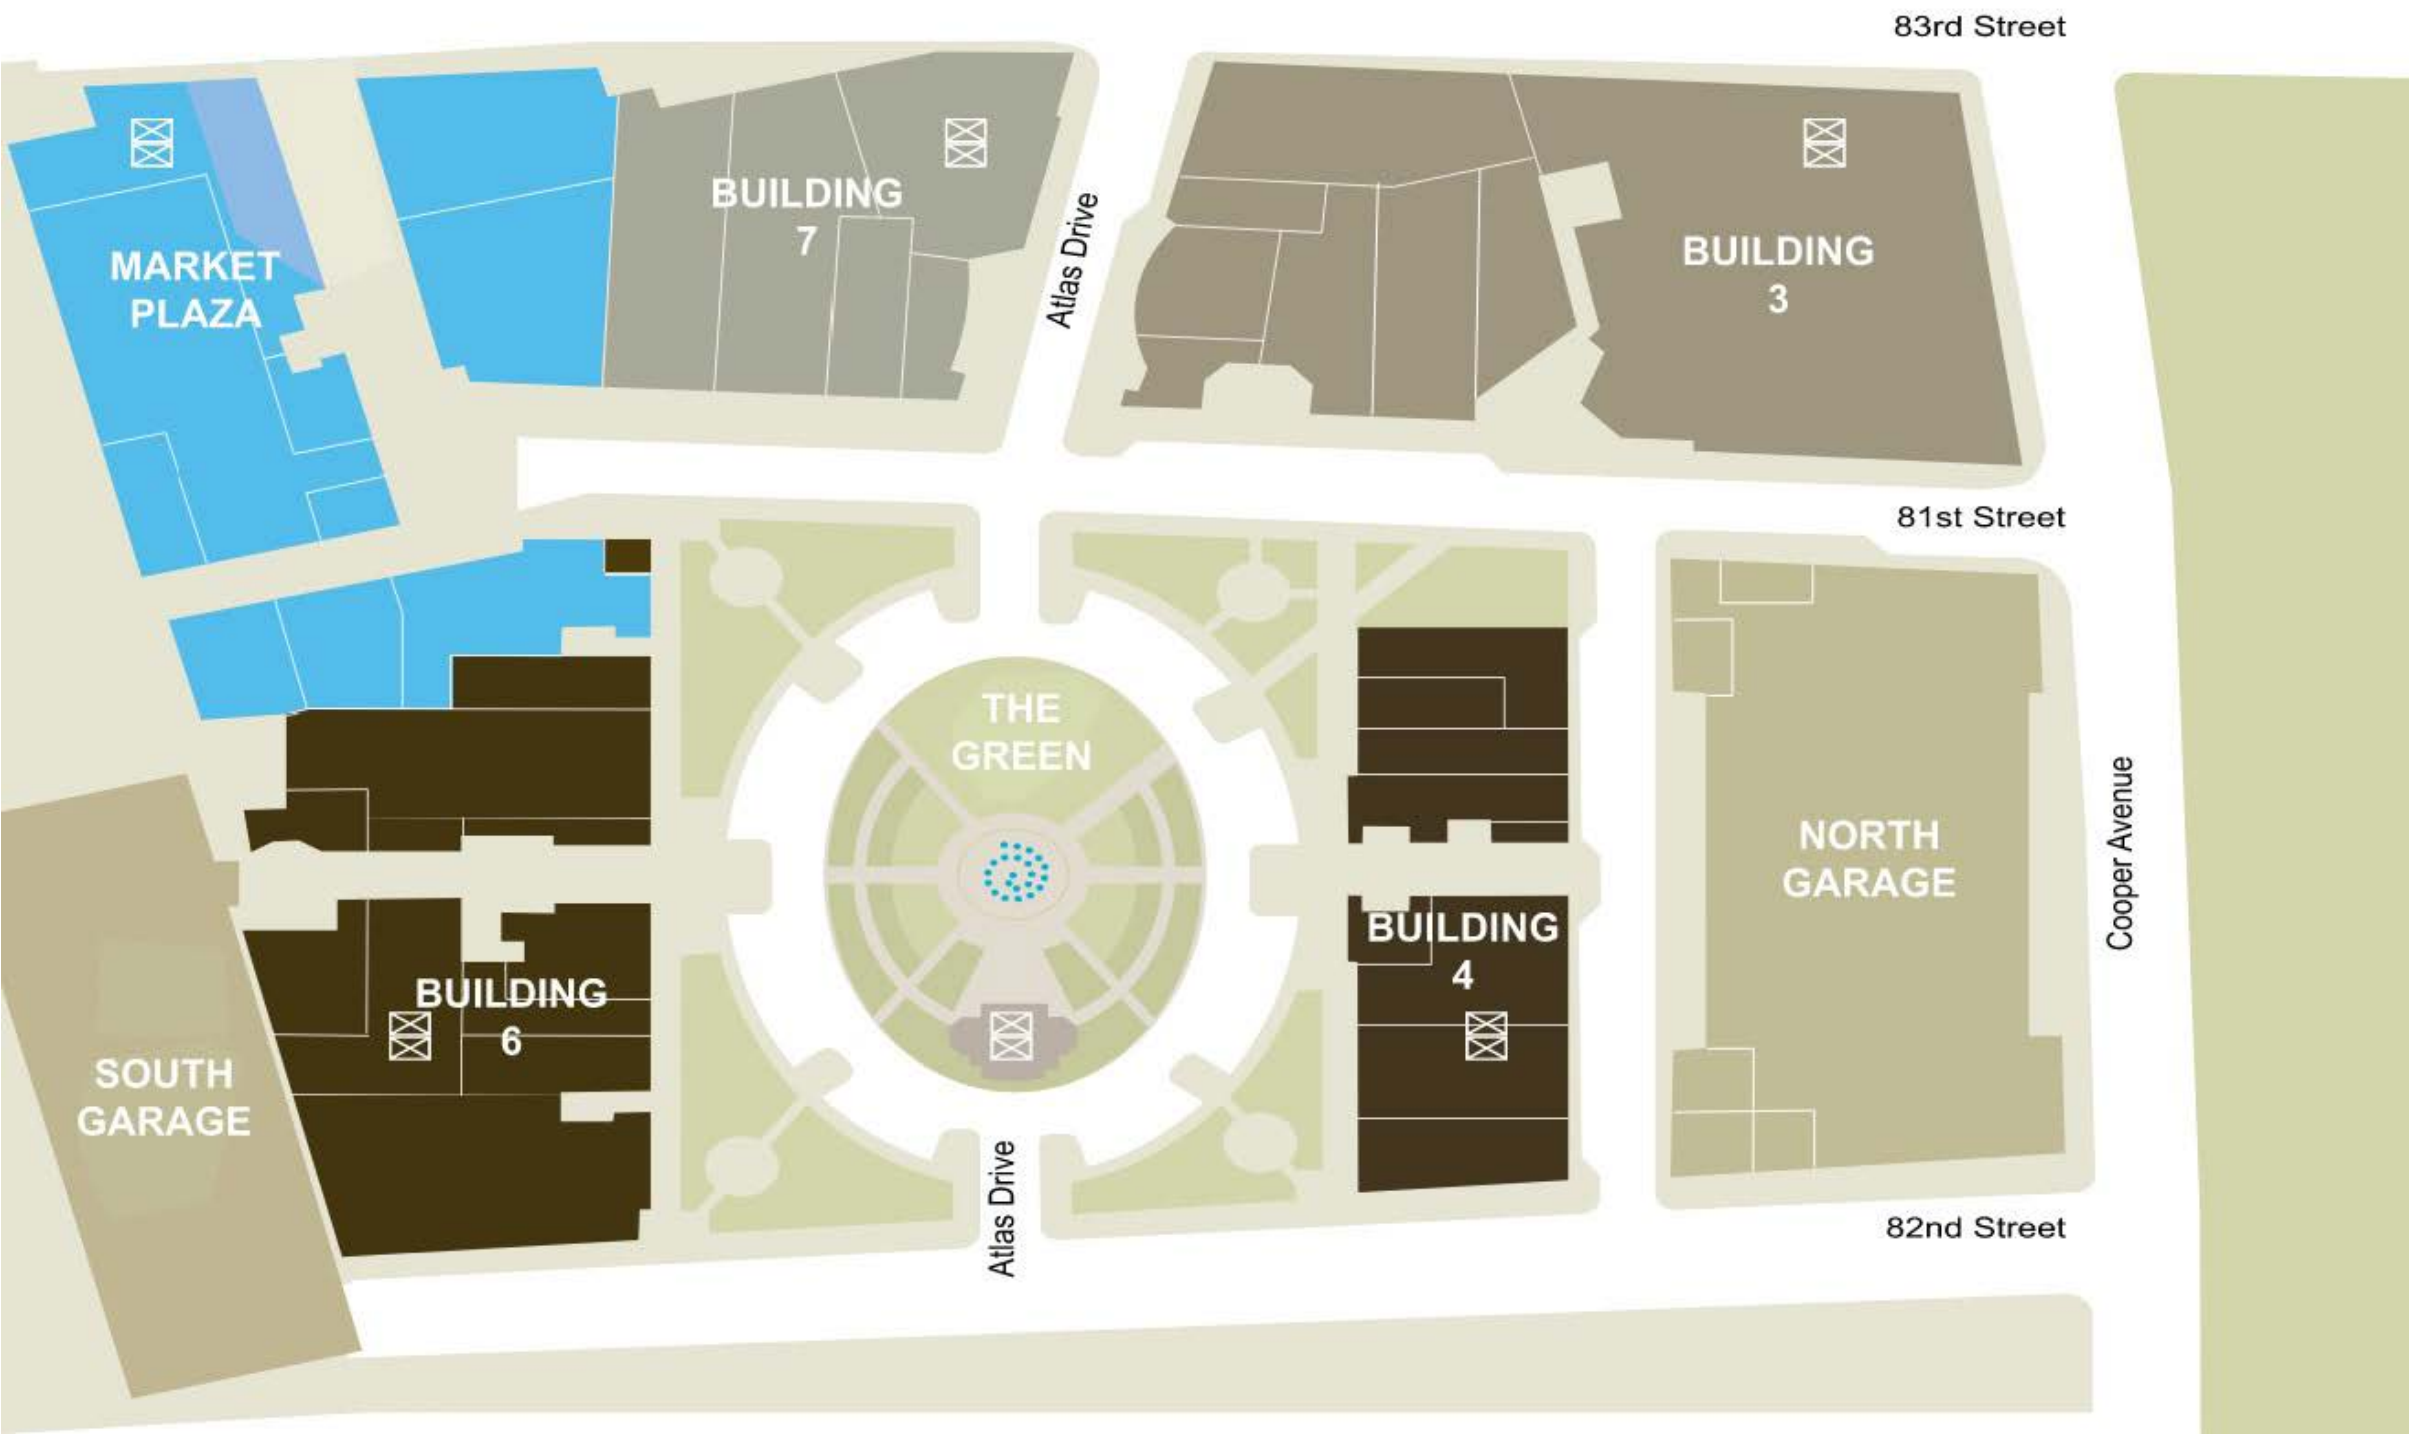 83rd Street
BUILDING
7
Atlas Drive
BUILDING
3
MARKET
PLAZA
81st Street
THE
GREEN
NORTH
GARAGE
Cooper Avenue
BUILDING
4
BUILDING
6
SOUTH
GARAGE
Atlas Drive
82nd Street